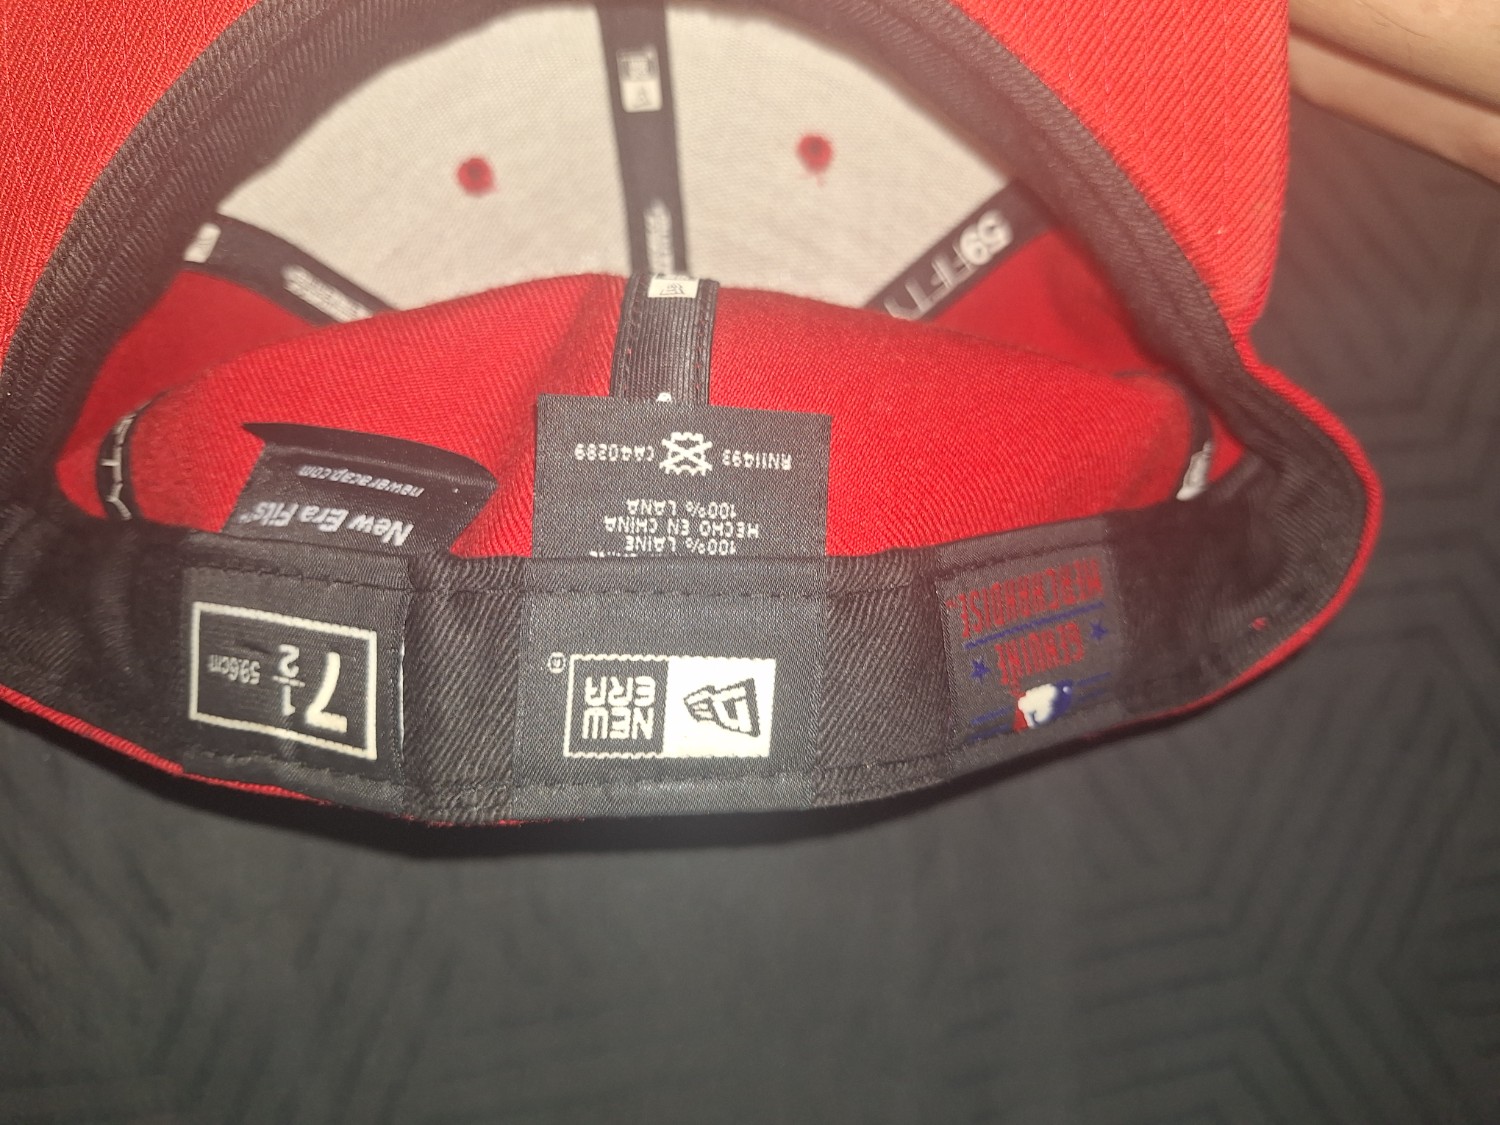 59FIFTY
New Era Fits®
neweracap.com
100% LAINE
HECHO EN CHINA
100% LANA
RN11493
CA40289
7 1/2
59.6cm
NEW
ERA
®
GENUINE
MERCHANDISE